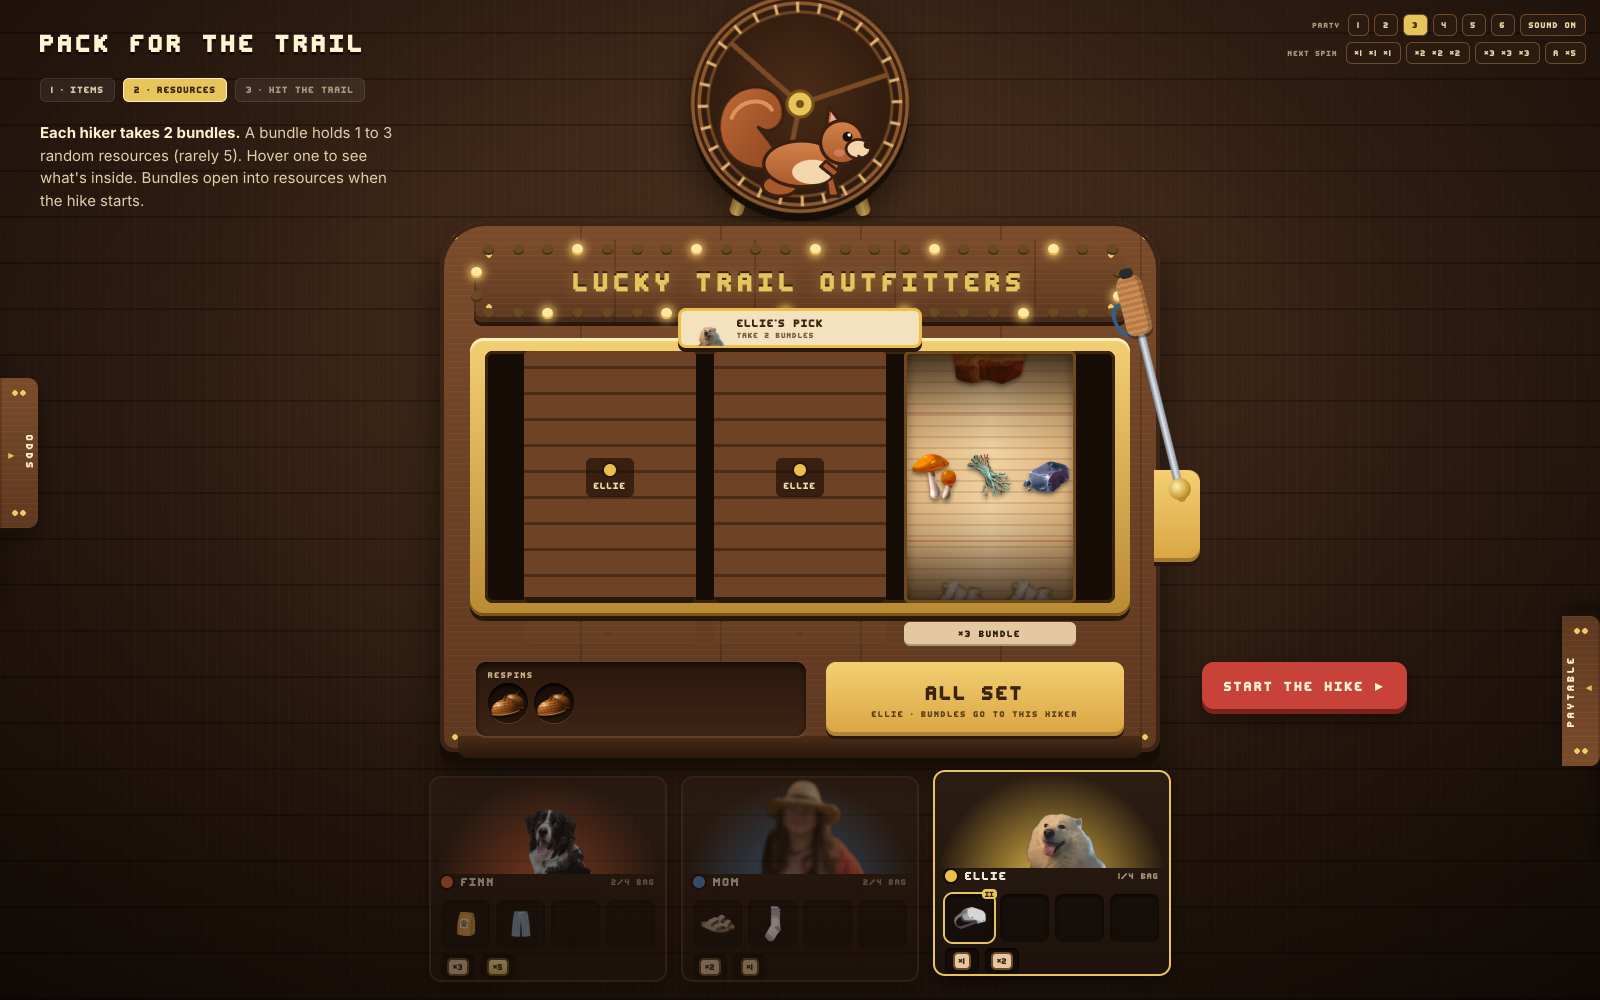 PACK FOR THE TRAIL
1 · ITEMS
2 · RESOURCES
3 · HIT THE TRAIL
Each hiker takes 2 bundles. A bundle holds 1 to 3
random resources (rarely 5). Hover one to see
what's inside. Bundles open into resources when
the hike starts.
PARTY 1 2 3 4 5 6 SOUND ON
NEXT SPIN ×1 ×1 ×1 ×2 ×2 ×2 ×3 ×3 ×3 A ×5
LUCKY TRAIL OUTFITTERS
ELLIE'S PICK
TAKE 2 BUNDLES
ODDS
ELLIE
ELLIE
×3 BUNDLE
RESPINS
ALL SET
ELLIE · BUNDLES GO TO THIS HIKER
START THE HIKE ▶
PAYTABLE
FINN 2/4 BAG
×3 ×5
MOM 2/4 BAG
×2 ×1
ELLIE 1/4 BAG
×1 ×2